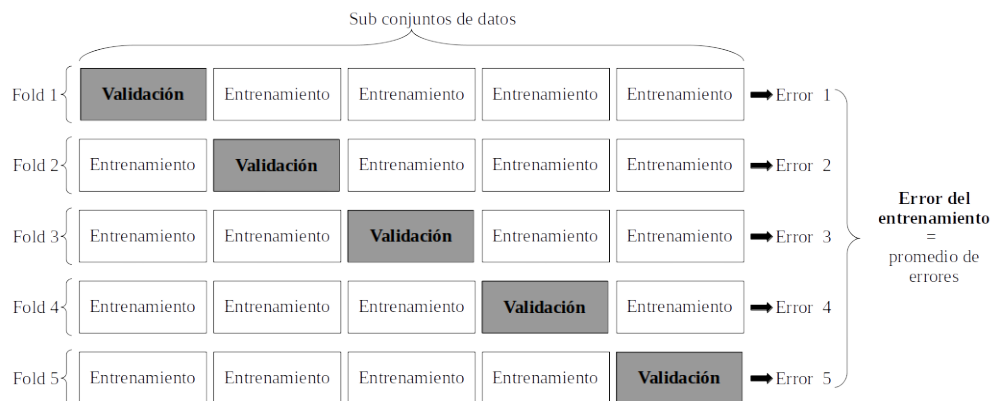 Sub conjuntos de datos
Fold 1 Validación Entrenamiento Entrenamiento Entrenamiento Entrenamiento Error 1
Fold 2 Entrenamiento Validación Entrenamiento Entrenamiento Entrenamiento Error 2
Fold 3 Entrenamiento Entrenamiento Validación Entrenamiento Entrenamiento Error 3
Fold 4 Entrenamiento Entrenamiento Entrenamiento Validación Entrenamiento Error 4
Fold 5 Entrenamiento Entrenamiento Entrenamiento Entrenamiento Validación Error 5
Error del
entrenamiento
=
promedio de
errores